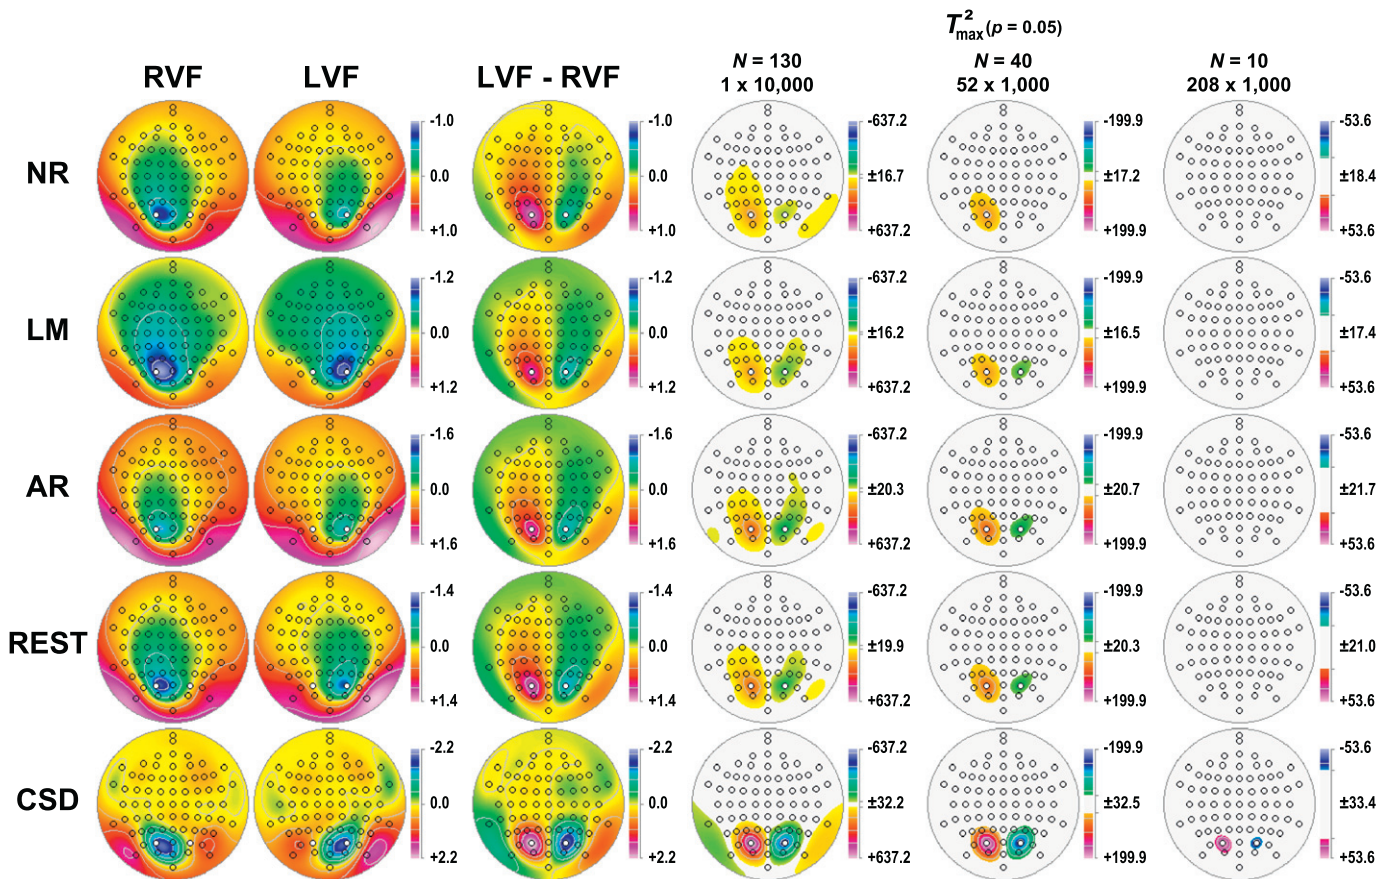 T²max (p = 0.05)
RVF LVF LVF - RVF N = 130 N = 40 N = 10
1 x 10,000 52 x 1,000 208 x 1,000
-1.0 -1.0 -637.2 -199.9 -53.6
NR 0.0 0.0 ±16.7 ±17.2 ±18.4
+1.0 +1.0 +637.2 +199.9 +53.6
-1.2 -1.2 -637.2 -199.9 -53.6
LM 0.0 0.0 ±16.2 ±16.5 ±17.4
+1.2 +1.2 +637.2 +199.9 +53.6
-1.6 -1.6 -637.2 -199.9 -53.6
AR 0.0 0.0 ±20.3 ±20.7 ±21.7
+1.6 +1.6 +637.2 +199.9 +53.6
-1.4 -1.4 -637.2 -199.9 -53.6
REST 0.0 0.0 ±19.9 ±20.3 ±21.0
+1.4 +1.4 +637.2 +199.9 +53.6
-2.2 -2.2 -637.2 -199.9 -53.6
CSD 0.0 0.0 ±32.2 ±32.5 ±33.4
+2.2 +2.2 +637.2 +199.9 +53.6